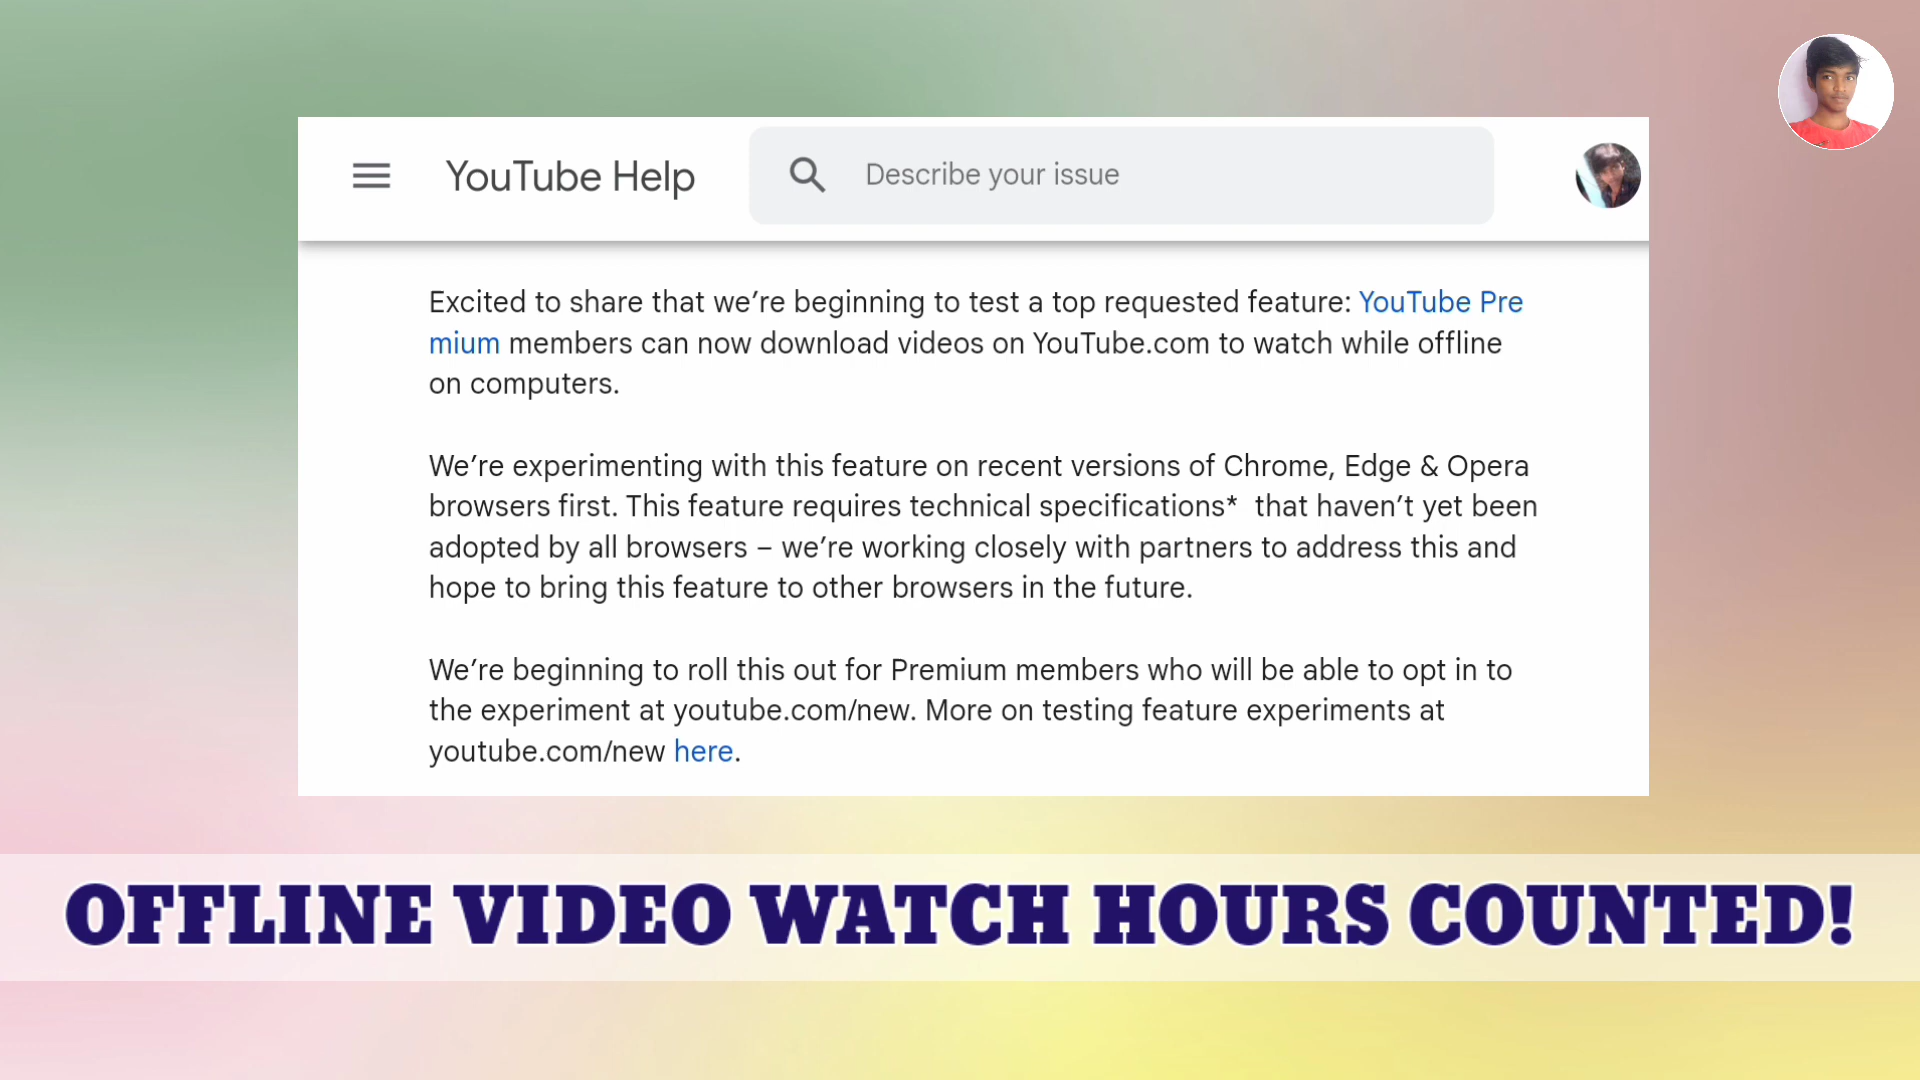 YouTube Help
Describe your issue
Excited to share that we’re beginning to test a top requested feature: YouTube Pre
mium members can now download videos on YouTube.com to watch while offline
on computers.
We’re experimenting with this feature on recent versions of Chrome, Edge & Opera
browsers first. This feature requires technical specifications*  that haven’t yet been
adopted by all browsers – we’re working closely with partners to address this and
hope to bring this feature to other browsers in the future.
We’re beginning to roll this out for Premium members who will be able to opt in to
the experiment at youtube.com/new. More on testing feature experiments at
youtube.com/new here.
OFFLINE VIDEO WATCH HOURS COUNTED!